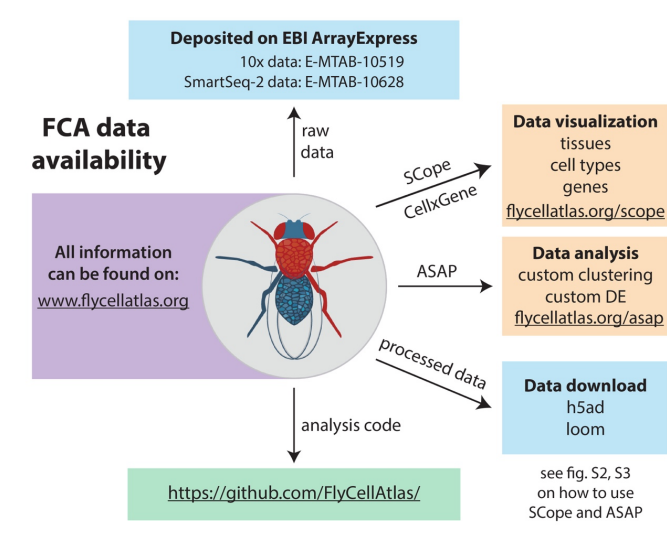 Deposited on EBI ArrayExpress
10x data: E-MTAB-10519
SmartSeq-2 data: E-MTAB-10628
FCA data
availability
raw
data
SCope
CellxGene
Data visualization
tissues
cell types
genes
flycellatlas.org/scope
All information
can be found on:
www.flycellatlas.org
ASAP
Data analysis
custom clustering
custom DE
flycellatlas.org/asap
processed data
Data download
h5ad
loom
analysis code
https://github.com/FlyCellAtlas/
see fig. S2, S3
on how to use
SCope and ASAP